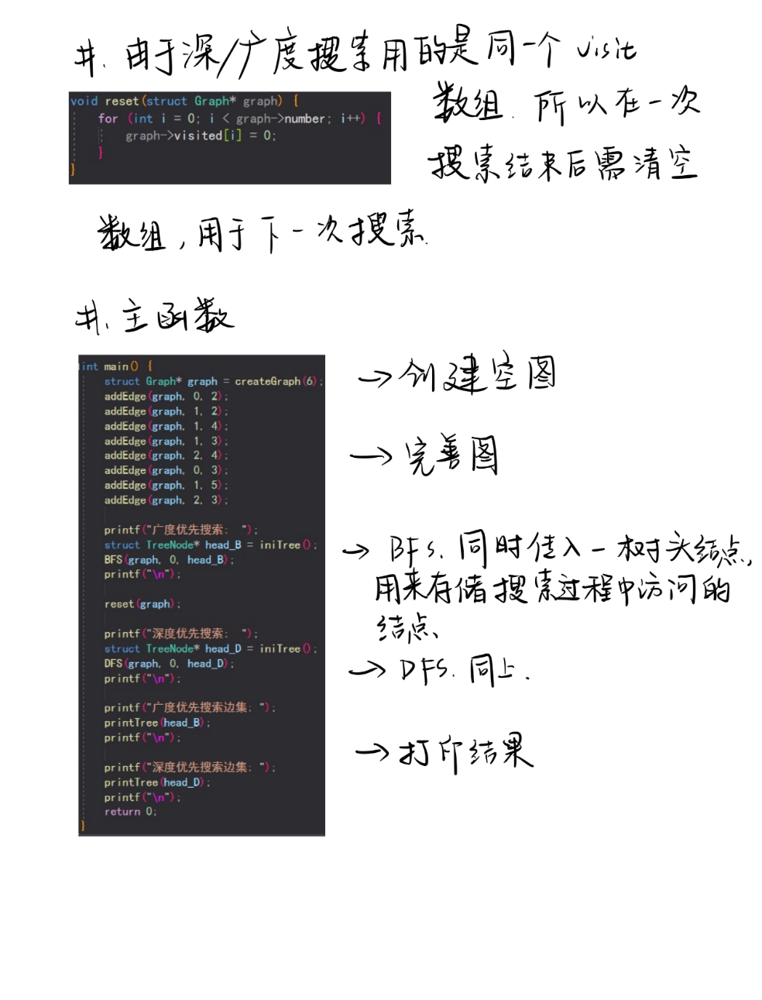 #. 由于深/广度搜索用的是同一个 visit
void reset(struct Graph* graph) {
for (int i = 0; i < graph->number; i++) {
graph->visited[i] = 0;
}
}
数组. 所以在一次
搜索结束后需清空
数组, 用于下一次搜索.
#. 主函数
int main() {
struct Graph* graph = createGraph(6);
addEdge(graph, 0, 2);
addEdge(graph, 1, 2);
addEdge(graph, 1, 4);
addEdge(graph, 1, 3);
addEdge(graph, 2, 4);
addEdge(graph, 0, 3);
addEdge(graph, 1, 5);
addEdge(graph, 2, 3);
printf("广度优先搜索: ");
struct TreeNode* head_B = iniTree();
BFS(graph, 0, head_B);
printf("\n");
reset(graph);
printf("深度优先搜索: ");
struct TreeNode* head_D = iniTree();
DFS(graph, 0, head_D);
printf("\n");
printf("广度优先搜索边集: ");
printTree(head_B);
printf("\n");
printf("深度优先搜索边集: ");
printTree(head_D);
printf("\n");
return 0;
}
→创建空图
→完善图
→ BFS. 同时传入一树头结点,
用来存储搜索过程中访问的
结点、
→ DFS. 同上.
→打印结果